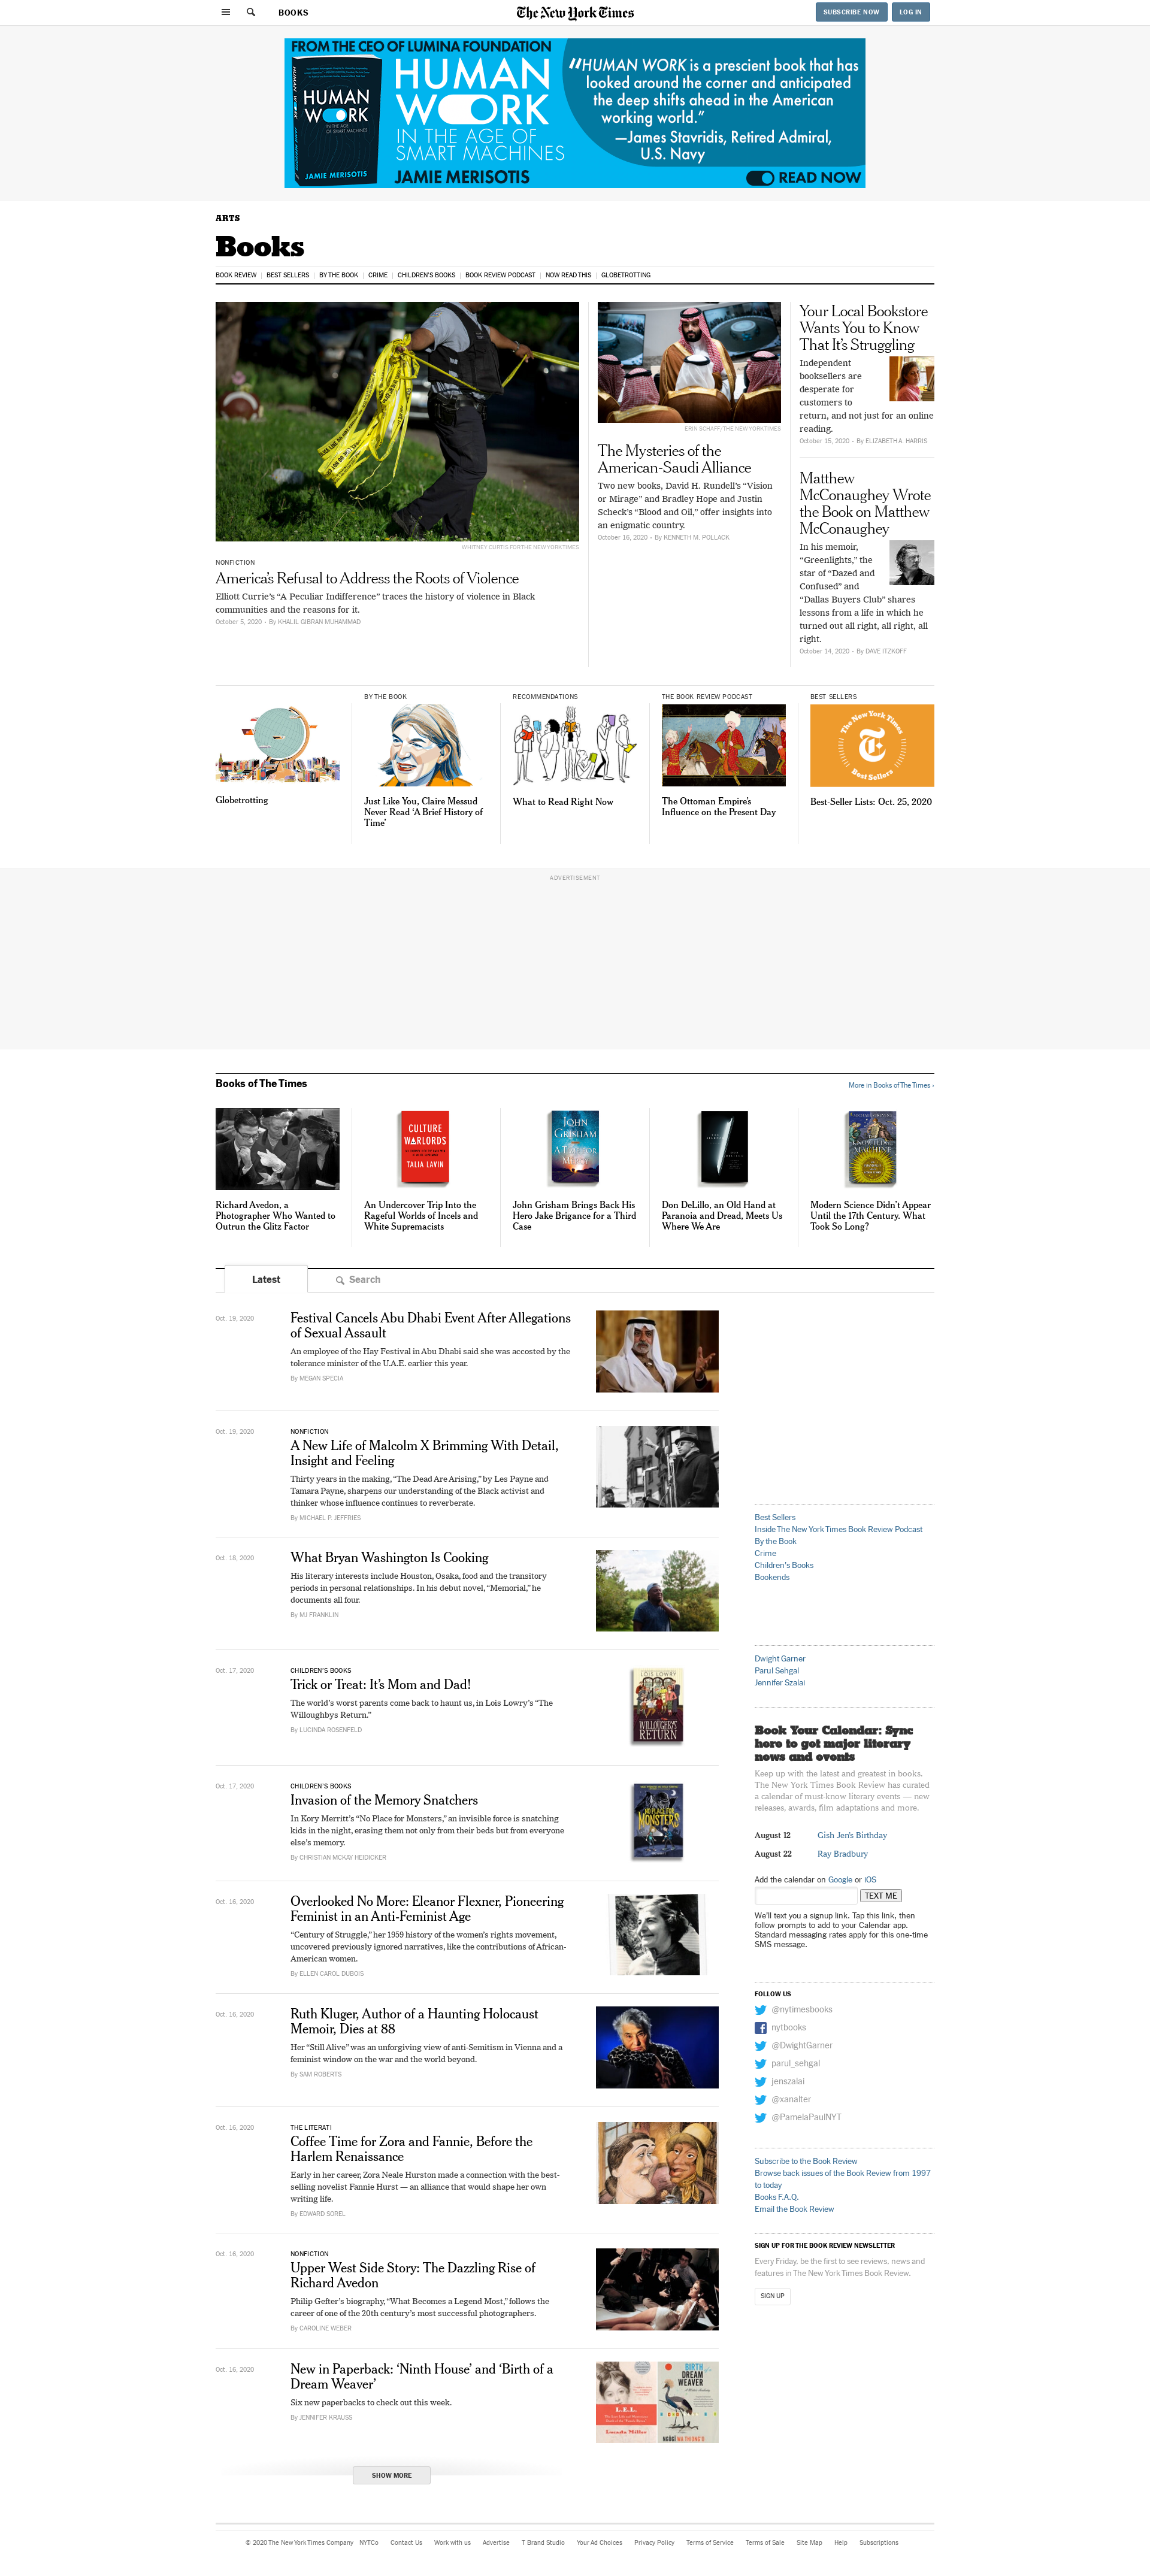 BOOKS
The New York Times
SUBSCRIBE NOW
LOG IN
FROM THE CEO OF LUMINA FOUNDATION
HUMAN
WORK
IN THE AGE OF
SMART MACHINES
JAMIE MERISOTIS
HUMAN
WORK
IN THE AGE OF
SMART MACHINES
JAMIE MERISOTIS
“HUMAN WORK is a prescient book that has
looked around the corner and anticipated
the deep shifts ahead in the American
working world.”
—James Stavridis, Retired Admiral,
U.S. Navy
READ NOW
ARTS
Books
BOOK REVIEW
BEST SELLERS
BY THE BOOK
CRIME
CHILDREN'S BOOKS
BOOK REVIEW PODCAST
NOW READ THIS
GLOBETROTTING
WHITNEY CURTIS FOR THE NEW YORK TIMES
NONFICTION
America’s Refusal to Address the Roots of Violence
Elliott Currie’s “A Peculiar Indifference” traces the history of violence in Black
communities and the reasons for it.
October 5, 2020 - By KHALIL GIBRAN MUHAMMAD
ERIN SCHAFF/THE NEW YORK TIMES
The Mysteries of the
American-Saudi Alliance
Two new books, David H. Rundell’s “Vision
or Mirage” and Bradley Hope and Justin
Scheck’s “Blood and Oil,” offer insights into
an enigmatic country.
October 16, 2020 - By KENNETH M. POLLACK
Your Local Bookstore
Wants You to Know
That It’s Struggling
Independent
booksellers are
desperate for
customers to
return, and not just for an online
reading.
October 15, 2020 - By ELIZABETH A. HARRIS
Matthew
McConaughey Wrote
the Book on Matthew
McConaughey
In his memoir,
“Greenlights,” the
star of “Dazed and
Confused” and
“Dallas Buyers Club” shares
lessons from a life in which he
turned out all right, all right, all
right.
October 14, 2020 - By DAVE ITZKOFF
Globetrotting
BY THE BOOK
Just Like You, Claire Messud
Never Read ‘A Brief History of
Time’
RECOMMENDATIONS
What to Read Right Now
THE BOOK REVIEW PODCAST
The Ottoman Empire’s
Influence on the Present Day
BEST SELLERS
The New York Times
Best Sellers
Best-Seller Lists: Oct. 25, 2020
ADVERTISEMENT
Books of The Times
More in Books of The Times ›
Richard Avedon, a
Photographer Who Wanted to
Outrun the Glitz Factor
CULTURE
WARLORDS
TALIA LAVIN
An Undercover Trip Into the
Rageful Worlds of Incels and
White Supremacists
JOHN
GRISHAM
A TIME FOR
MERCY
John Grisham Brings Back His
Hero Jake Brigance for a Third
Case
Don DeLillo, an Old Hand at
Paranoia and Dread, Meets Us
Where We Are
KNOWLEDGE
MACHINE
Modern Science Didn’t Appear
Until the 17th Century. What
Took So Long?
Latest
Search
Oct. 19, 2020
Festival Cancels Abu Dhabi Event After Allegations
of Sexual Assault
An employee of the Hay Festival in Abu Dhabi said she was accosted by the
tolerance minister of the U.A.E. earlier this year.
By MEGAN SPECIA
Oct. 19, 2020
NONFICTION
A New Life of Malcolm X Brimming With Detail,
Insight and Feeling
Thirty years in the making, “The Dead Are Arising,” by Les Payne and
Tamara Payne, sharpens our understanding of the Black activist and
thinker whose influence continues to reverberate.
By MICHAEL P. JEFFRIES
Oct. 18, 2020
What Bryan Washington Is Cooking
His literary interests include Houston, Osaka, food and the transitory
periods in personal relationships. In his debut novel, “Memorial,” he
documents all four.
By MJ FRANKLIN
Oct. 17, 2020
CHILDREN’S BOOKS
Trick or Treat: It’s Mom and Dad!
The world’s worst parents come back to haunt us, in Lois Lowry’s “The
Willoughbys Return.”
By LUCINDA ROSENFELD
LOIS LOWRY
WILLOUGHBYS
RETURN
Oct. 17, 2020
CHILDREN’S BOOKS
Invasion of the Memory Snatchers
In Kory Merritt’s “No Place for Monsters,” an invisible force is snatching
kids in the night, erasing them not only from their beds but from everyone
else’s memory.
By CHRISTIAN MCKAY HEIDICKER
NO PLACE FOR
MONSTERS
Oct. 16, 2020
Overlooked No More: Eleanor Flexner, Pioneering
Feminist in an Anti-Feminist Age
“Century of Struggle,” her 1959 history of the women’s rights movement,
uncovered previously ignored narratives, like the contributions of African-
American women.
By ELLEN CAROL DUBOIS
Oct. 16, 2020
Ruth Kluger, Author of a Haunting Holocaust
Memoir, Dies at 88
Her “Still Alive” was an unforgiving view of anti-Semitism in Vienna and a
feminist window on the war and the world beyond.
By SAM ROBERTS
Oct. 16, 2020
THE LITERATI
Coffee Time for Zora and Fannie, Before the
Harlem Renaissance
Early in her career, Zora Neale Hurston made a connection with the best-
selling novelist Fannie Hurst — an alliance that would shape her own
writing life.
By EDWARD SOREL
Oct. 16, 2020
NONFICTION
Upper West Side Story: The Dazzling Rise of
Richard Avedon
Philip Gefter’s biography, “What Becomes a Legend Most,” follows the
career of one of the 20th century’s most successful photographers.
By CAROLINE WEBER
Oct. 16, 2020
New in Paperback: ‘Ninth House’ and ‘Birth of a
Dream Weaver’
Six new paperbacks to check out this week.
By JENNIFER KRAUSS
L.E.L.
Lucasta Miller
BIRTH
DREAM
WEAVER
NGŨGĨ WA THIONG'O
SHOW MORE
Best Sellers
Inside The New York Times Book Review Podcast
By the Book
Crime
Children's Books
Bookends
Dwight Garner
Parul Sehgal
Jennifer Szalai
Book Your Calendar: Sync
here to get major literary
news and events
Keep up with the latest and greatest in books.
The New York Times Book Review has curated
a calendar of must-know literary events — new
releases, awards, film adaptations and more.
August 12 Gish Jen’s Birthday
August 22 Ray Bradbury
Add the calendar on Google or iOS
TEXT ME
We’ll text you a signup link. Tap this link, then
follow prompts to add to your Calendar app.
Standard messaging rates apply for this one-time
SMS message.
FOLLOW US
@nytimesbooks
nytbooks
@DwightGarner
parul_sehgal
jenszalai
@xanalter
@PamelaPaulNYT
Subscribe to the Book Review
Browse back issues of the Book Review from 1997
to today
Books F.A.Q.
Email the Book Review
SIGN UP FOR THE BOOK REVIEW NEWSLETTER
Every Friday, be the first to see reviews, news and
features in The New York Times Book Review.
SIGN UP
© 2020 The New York Times Company
NYTCo
Contact Us
Work with us
Advertise
T Brand Studio
Your Ad Choices
Privacy Policy
Terms of Service
Terms of Sale
Site Map
Help
Subscriptions